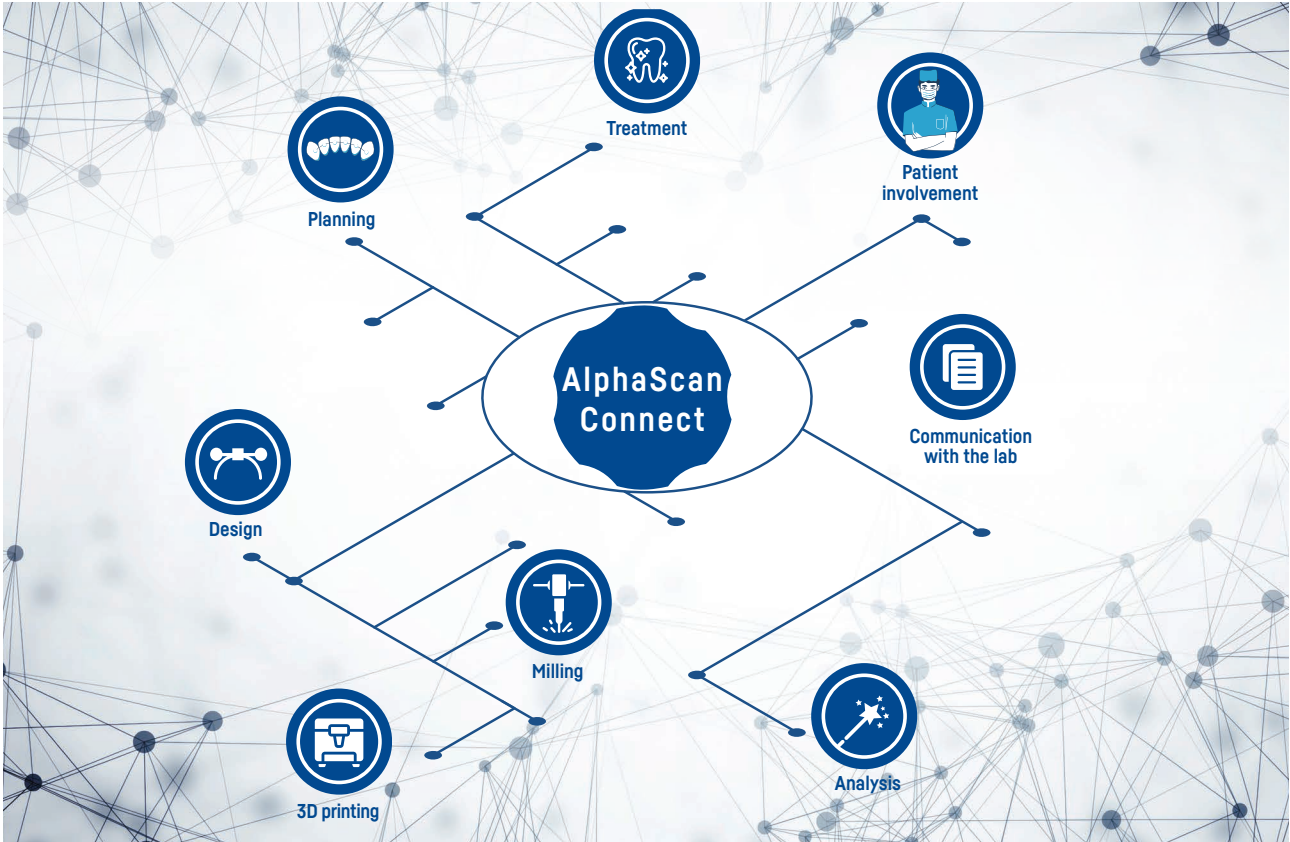 Treatment
Patient
involvement
Planning
AlphaScan
Connect
Communication
with the lab
Design
Milling
Analysis
3D printing